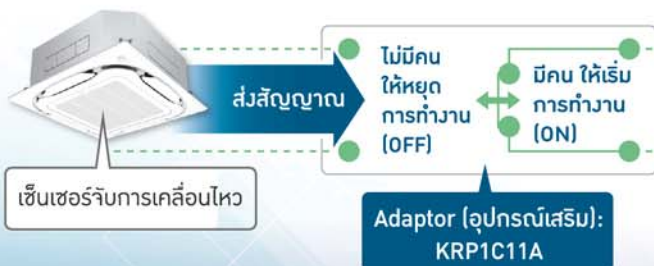 ส่งสัญญาณ
ไม่มีคน
ให้หยุด
การทำงาน
(OFF)
มีคน ให้เริ่ม
การทำงาน
(ON)
เซ็นเซอร์จับการเคลื่อนไหว
Adaptor (อุปกรณ์เสริม):
KRP1C11A